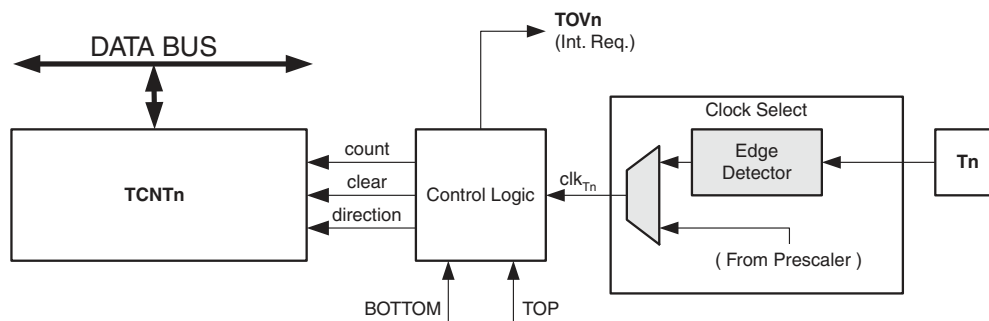 TOVn
(Int. Req.)
DATA BUS
Clock Select
count
Edge
Detector
Tn
TCNTn
clear
Control Logic
clkTn
direction
( From Prescaler )
BOTTOM
TOP